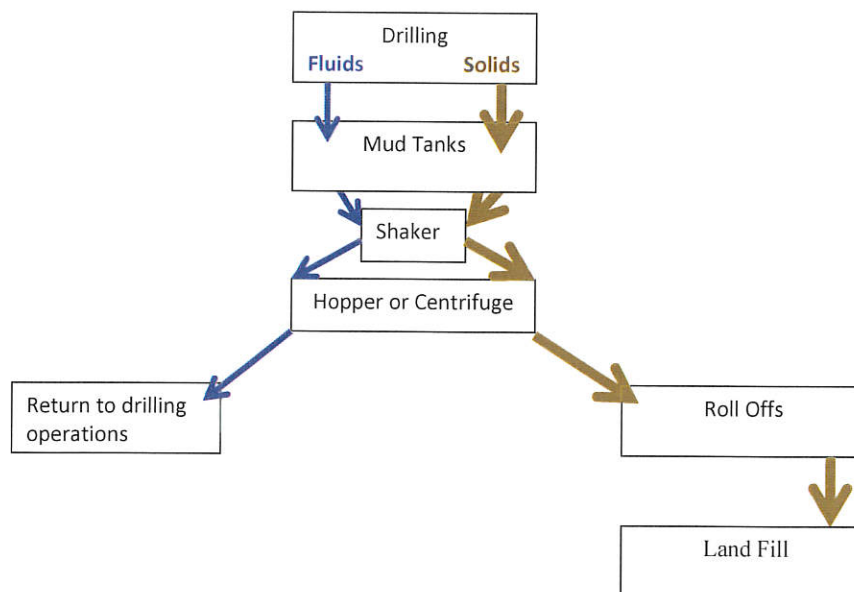 Drilling
Fluids Solids
Mud Tanks
Shaker
Hopper or Centrifuge
Return to drilling
operations
Roll Offs
Land Fill